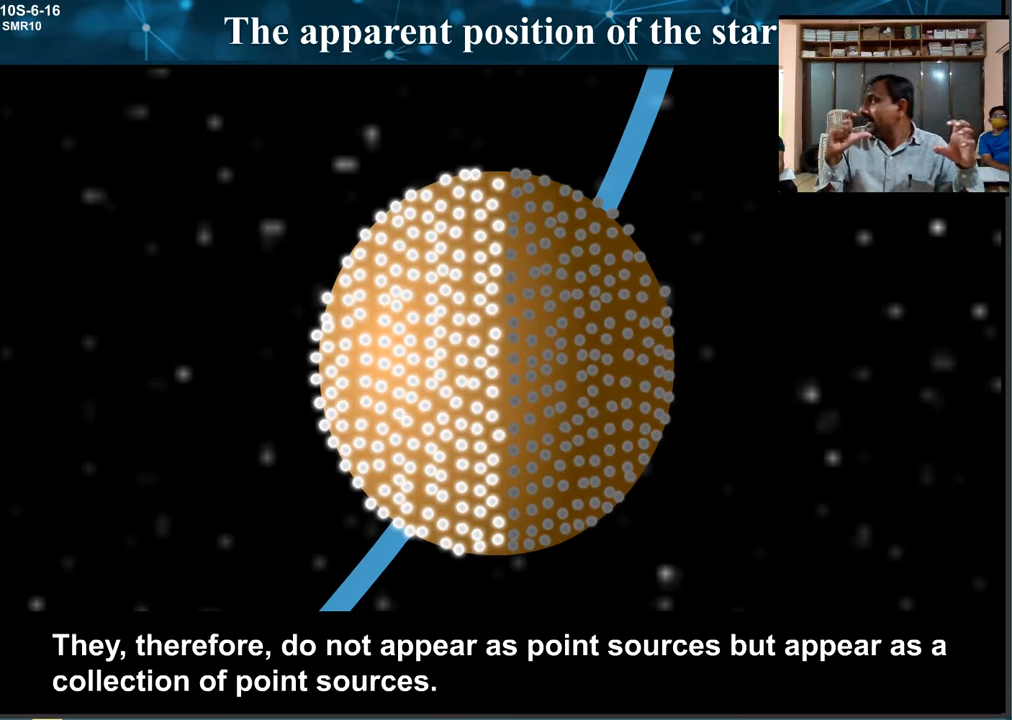 10S-6-16
SMR10
The apparent position of the star
They, therefore, do not appear as point sources but appear as a
collection of point sources.